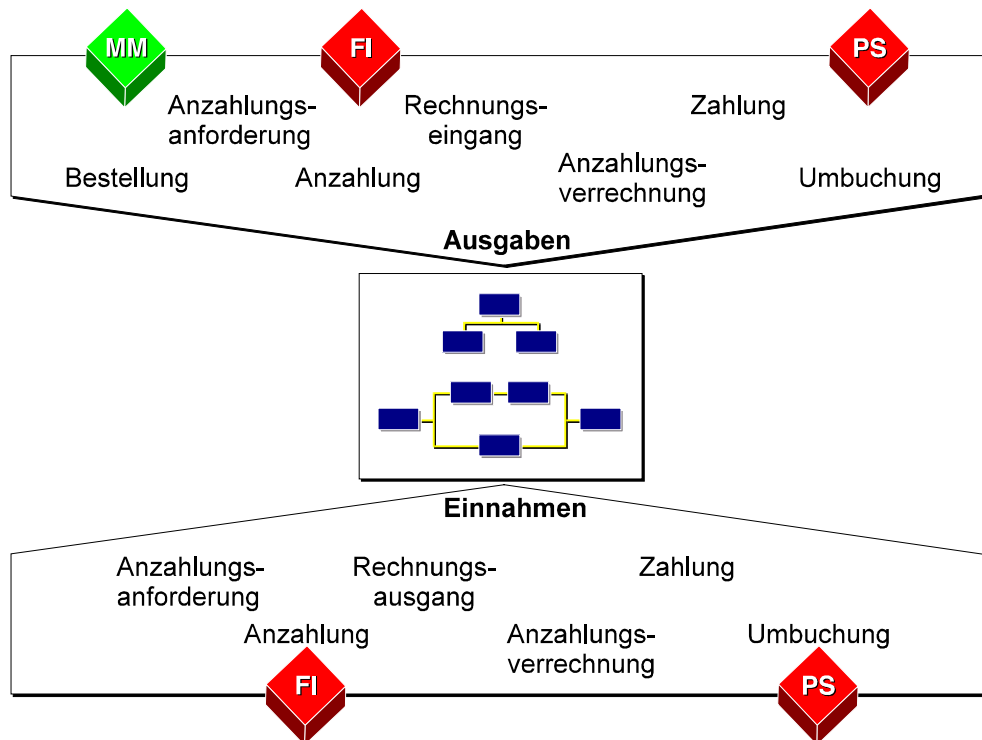 MM
FI
PS
Anzahlungs-
anforderung
Rechnungs-
eingang
Zahlung
Bestellung
Anzahlung
Anzahlungs-
verrechnung
Umbuchung
Ausgaben
Einnahmen
Anzahlungs-
anforderung
Rechnungs-
ausgang
Zahlung
Anzahlung
Anzahlungs-
verrechnung
Umbuchung
FI
PS